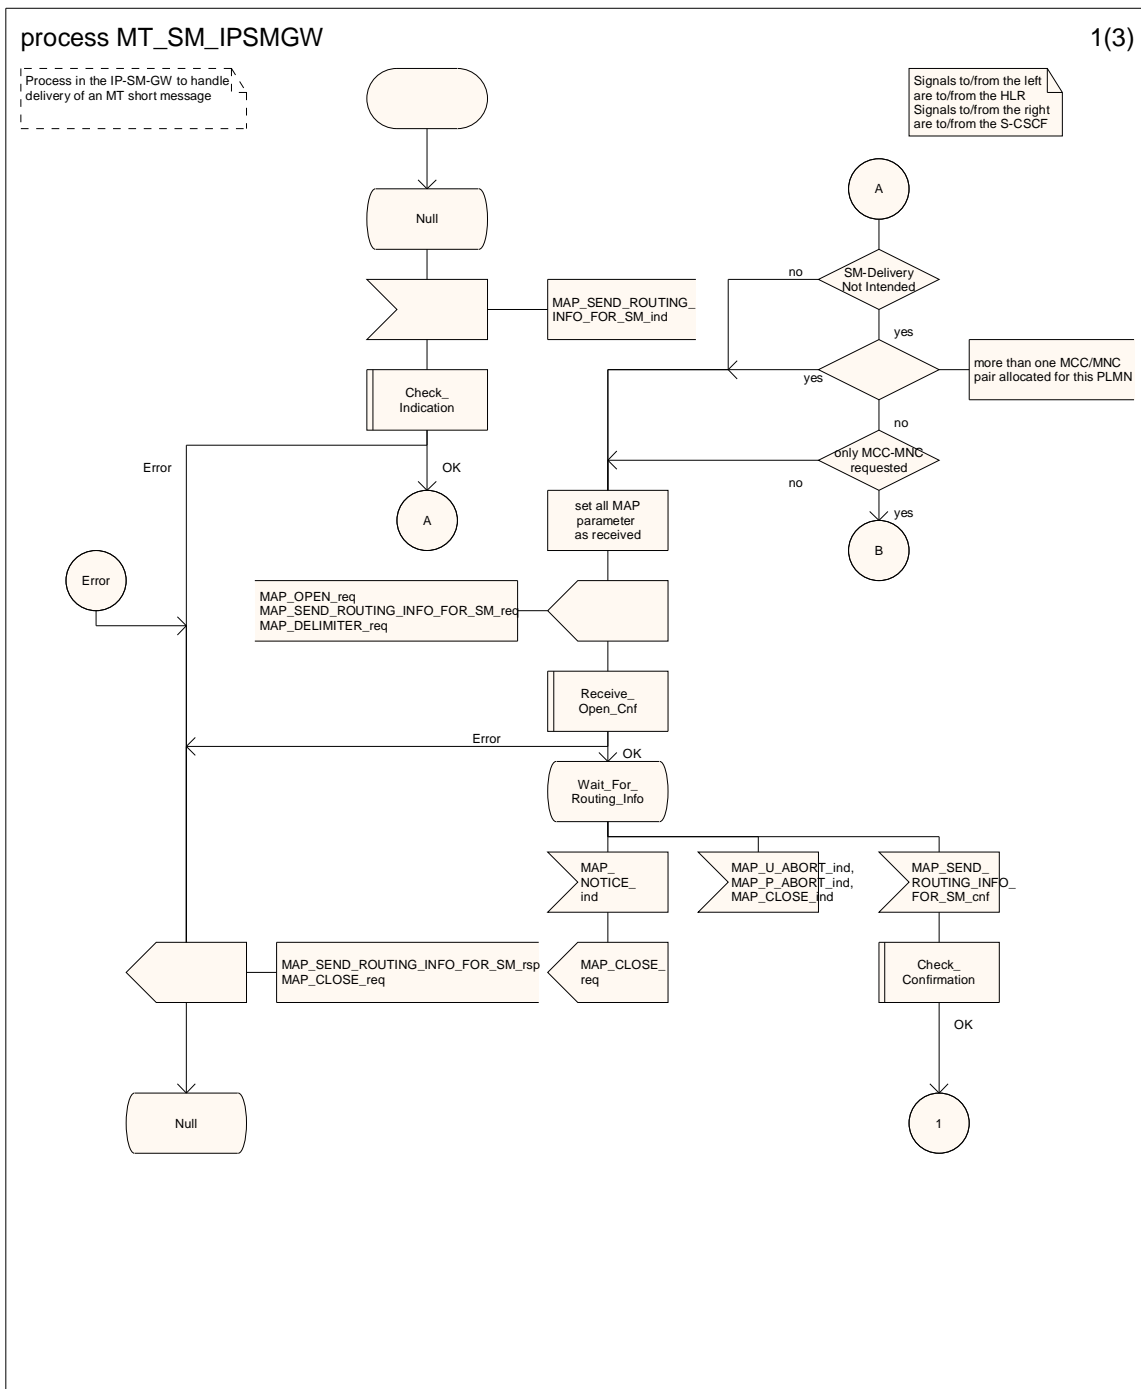 process MT_SM_IPSMGW
1(3)
Process in the IP-SM-GW to handle
delivery of an MT short message
Signals to/from the left
are to/from the HLR
Signals to/from the right
are to/from the S-CSCF
A
Null
SM-Delivery
Not Intended
no
yes
MAP_SEND_ROUTING_
INFO_FOR_SM_ind
more than one MCC/MNC
pair allocated for this PLMN
yes
no
Check_
Indication
only MCC-MNC
requested
no
yes
Error
OK
A
set all MAP
parameter
as received
B
Error
MAP_OPEN_req
MAP_SEND_ROUTING_INFO_FOR_SM_req
MAP_DELIMITER_req
Receive_
Open_Cnf
Error
OK
Wait_For_
Routing_Info
MAP_
NOTICE_
ind
MAP_U_ABORT_ind,
MAP_P_ABORT_ind,
MAP_CLOSE_ind
MAP_SEND_
ROUTING_INFO_
FOR_SM_cnf
MAP_SEND_ROUTING_INFO_FOR_SM_rsp
MAP_CLOSE_req
MAP_CLOSE_
req
Check_
Confirmation
OK
Null
1